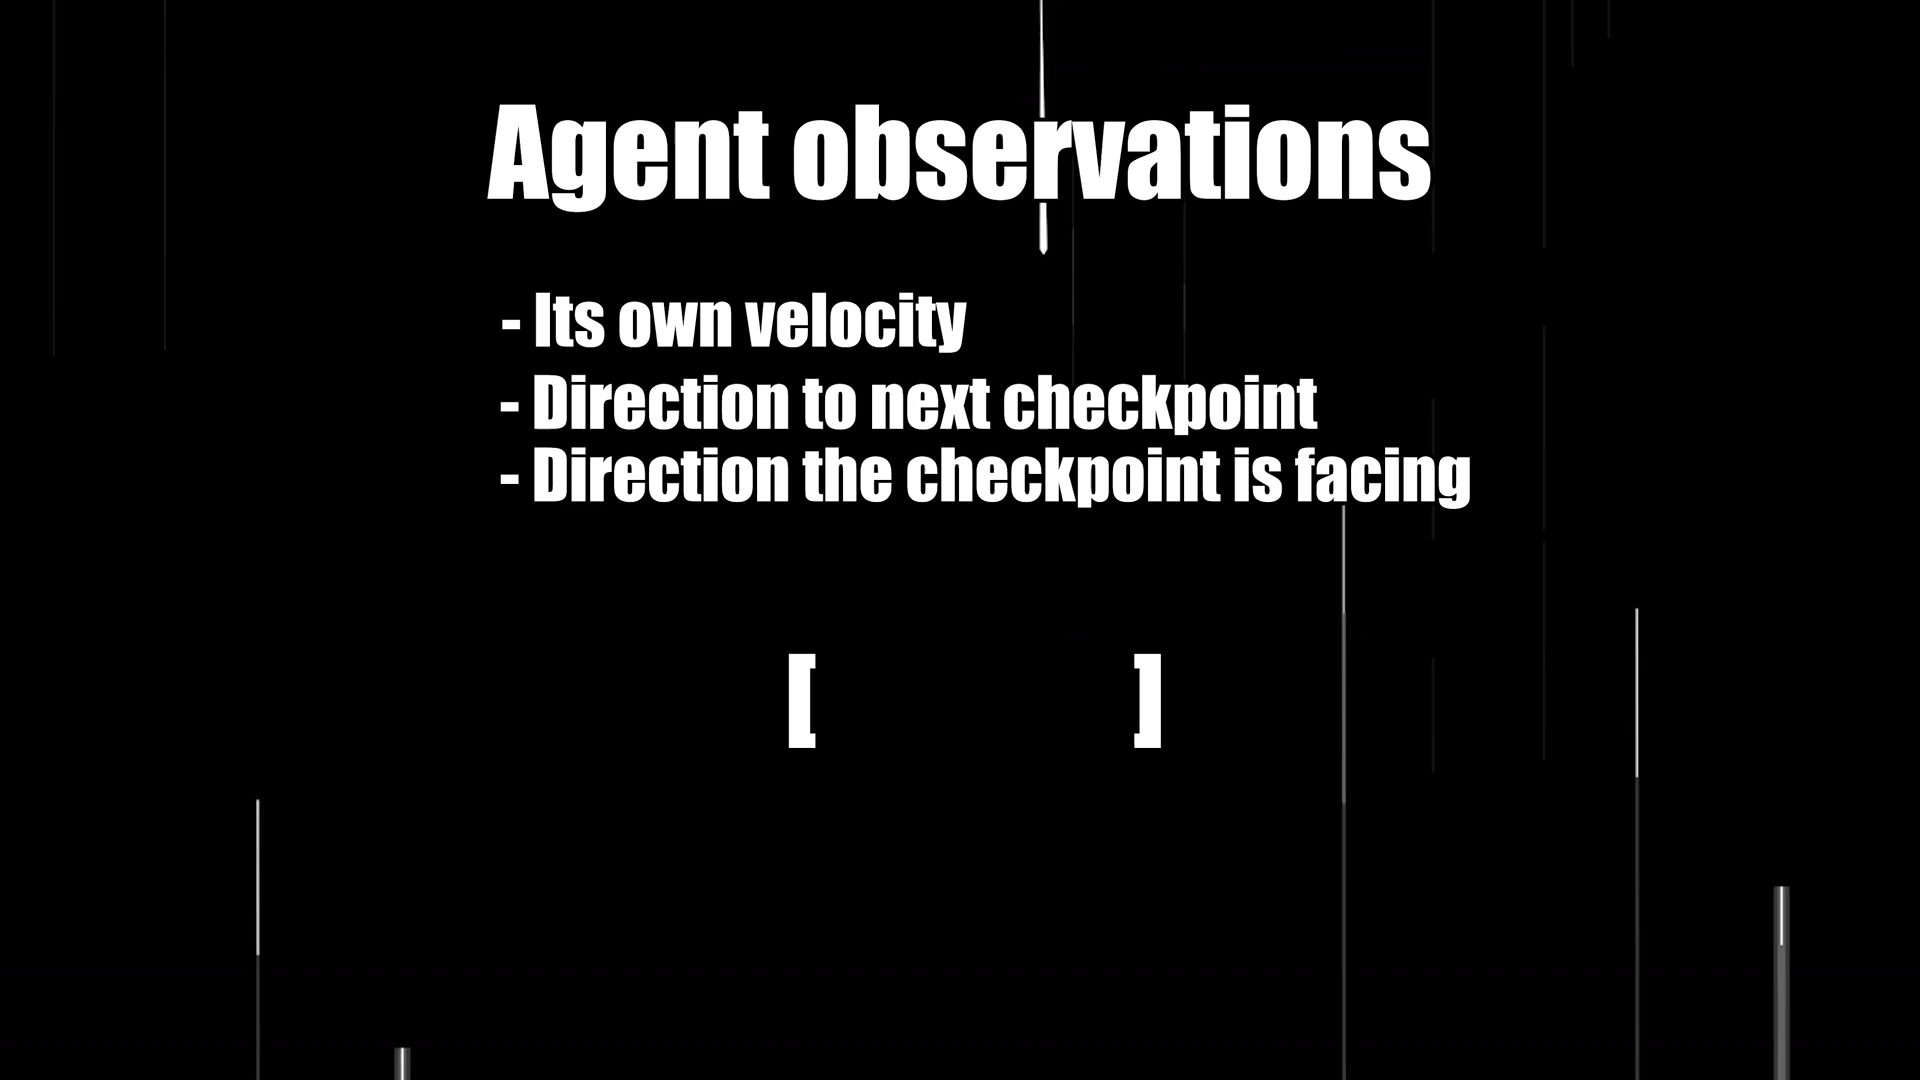 Agent observations
- Its own velocity
- Direction to next checkpoint
- Direction the checkpoint is facing
[ ]